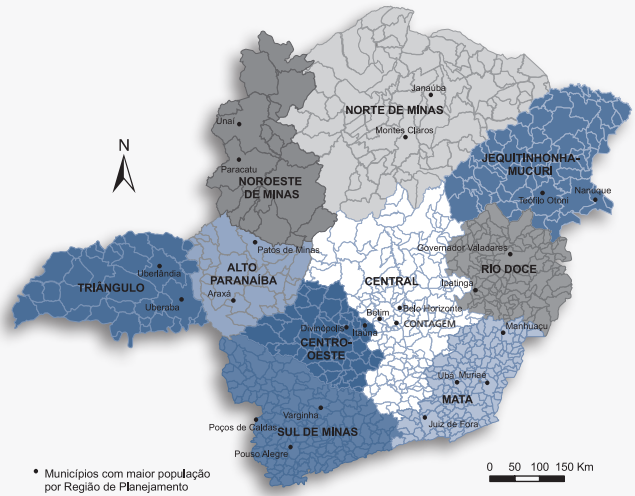 Janaúba
NORTE DE MINAS
Montes Claros
Unaí
N
Paracatu
NOROESTE
DE MINAS
JEQUITINHONHA-
MUCURI
Teófilo Otoni
Nanuque
Patos de Minas
Governador Valadares
RIO DOCE
ALTO
PARANAÍBA
Uberlândia
TRIÂNGULO
CENTRAL
Ipatinga
Araxá
Uberaba
Betim
Belo Horizonte
CONTAGEM
Divinópolis
Itaúna
CENTRO-
OESTE
Manhuaçu
Ubá
Muriaé
MATA
Varginha
Poços de Caldas
SUL DE MINAS
Juiz de Fora
Pouso Alegre
• Municípios com maior população
por Região de Planejamento
0 50 100 150 Km